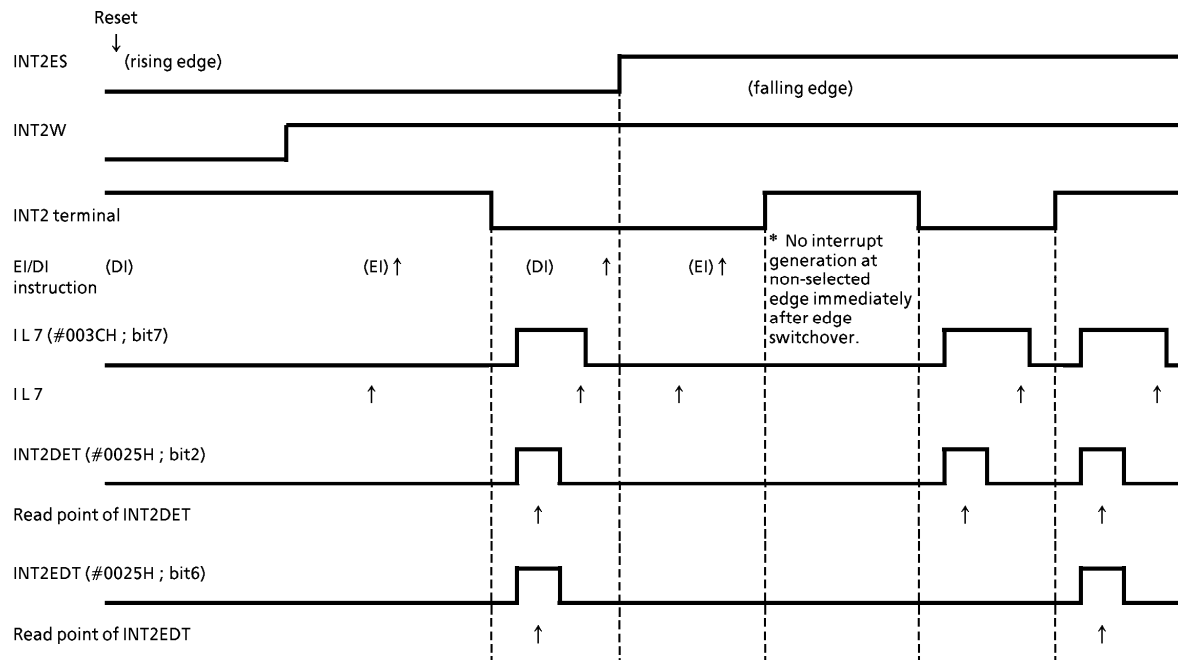 Reset
↓
INT2ES (rising edge)
(falling edge)
INT2W
INT2 terminal
* No interrupt
generation at
non-selected
edge immediately
after edge
switchover.
EI/DI (DI) (EI)↑ (DI) ↑ (EI)↑
instruction
I L 7 (#003CH ; bit7)
I L 7 ↑ ↑ ↑ ↑ ↑
INT2DET (#0025H ; bit2)
Read point of INT2DET ↑ ↑ ↑
INT2EDT (#0025H ; bit6)
Read point of INT2EDT ↑ ↑